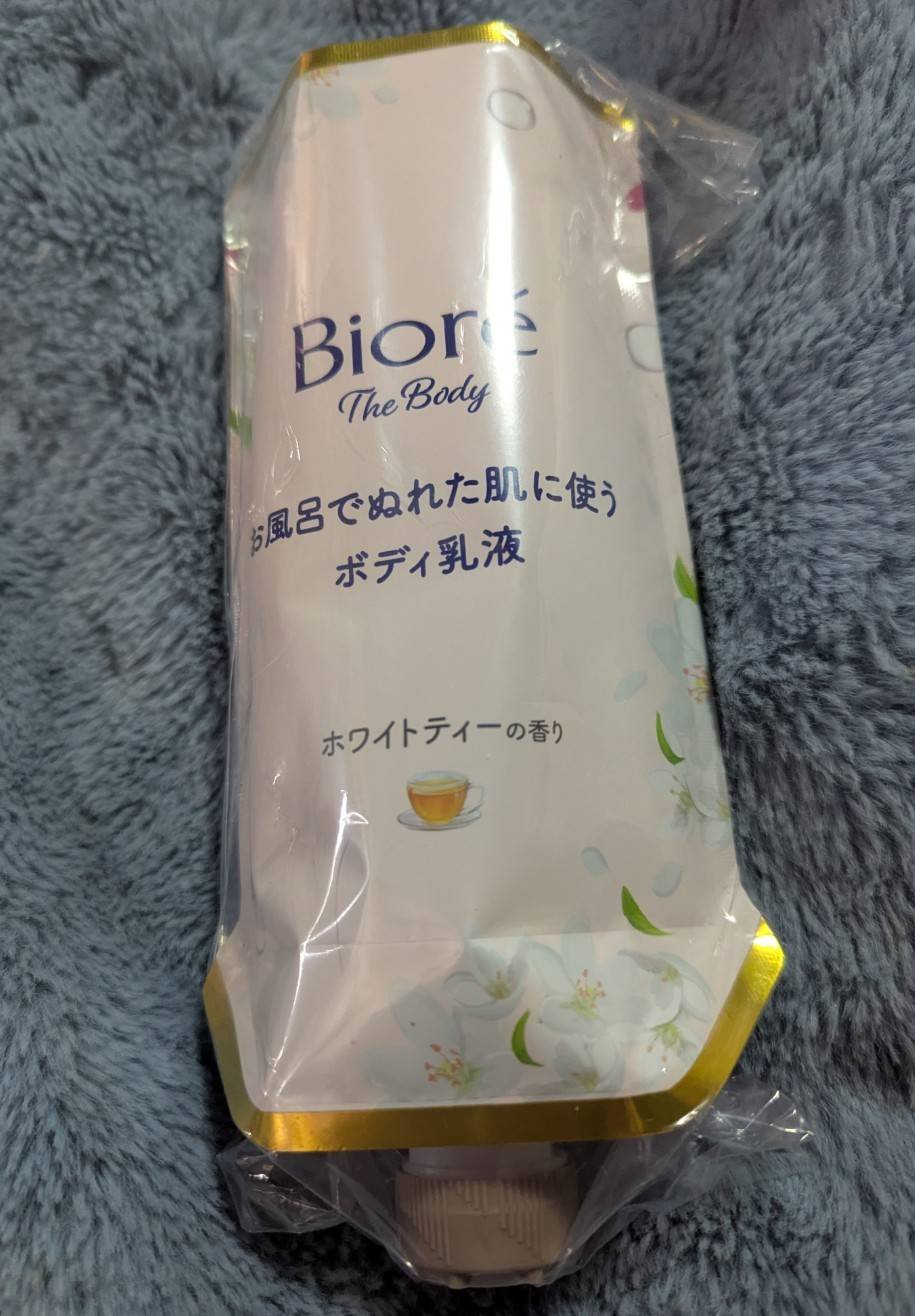 Bioré
The Body
お風呂でぬれた肌に使う
ボディ乳液
ホワイトティーの香り